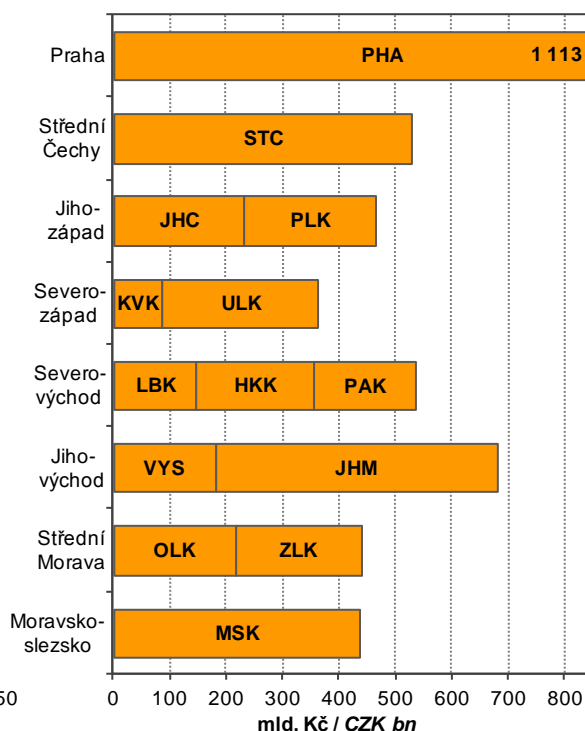 Praha
PHA
1 113
Střední
Čechy
STC
Jiho-
západ
JHC
PLK
Severo-
západ
KVK
ULK
Severo-
východ
LBK
HKK
PAK
Jiho-
východ
VYS
JHM
Střední
Morava
OLK
ZLK
Moravsko-
slezsko
MSK
50
0 100 200 300 400 500 600 700 800
mld. Kč / CZK bn